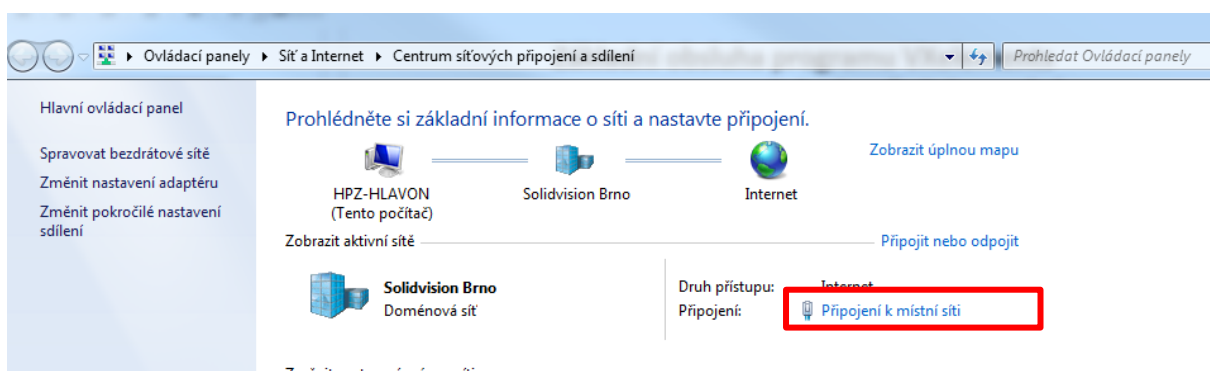 Ovládací panely ▸ Síť a Internet ▸ Centrum síťových připojení a sdílení
Prohledat Ovládací panely
Hlavní ovládací panel
Spravovat bezdrátové sítě
Změnit nastavení adaptéru
Změnit pokročilé nastavení
sdílení
Prohlédněte si základní informace o síti a nastavte připojení.
Zobrazit úplnou mapu
HPZ-HLAVON
(Tento počítač)
Solidvision Brno
Internet
Zobrazit aktivní sítě
Připojit nebo odpojit
Solidvision Brno
Doménová síť
Druh přístupu: Internet
Připojení: Připojení k místní síti